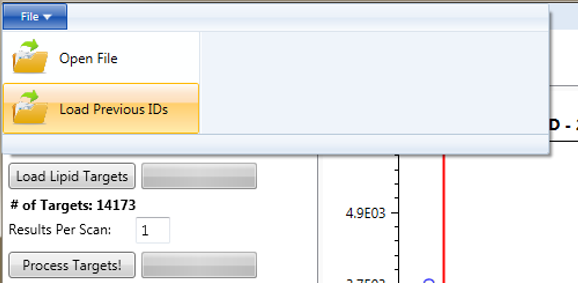 File
Open File
Load Previous IDs
D - 2
Load Lipid Targets
# of Targets: 14173
Results Per Scan: 1
Process Targets!
4.9E03